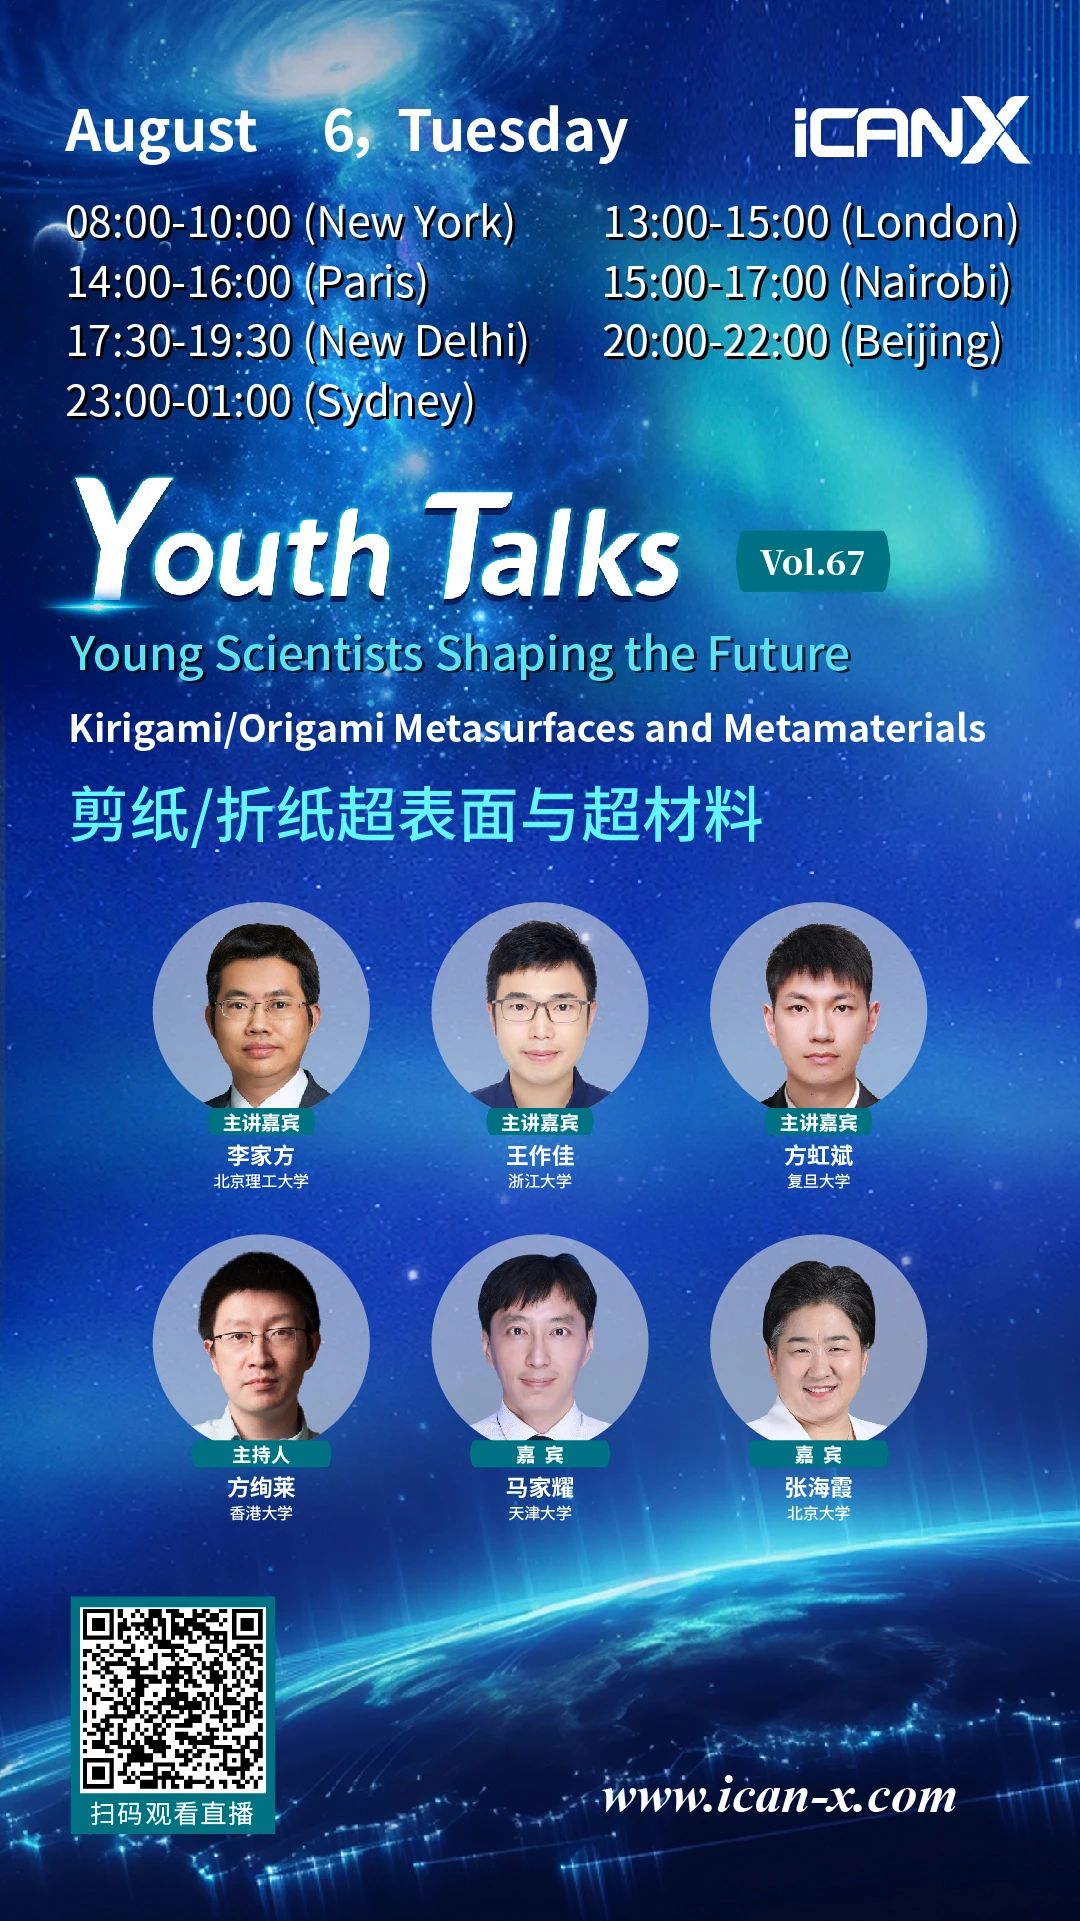 August 6, Tuesday
iCANX
08:00-10:00 (New York)
13:00-15:00 (London)
14:00-16:00 (Paris)
15:00-17:00 (Nairobi)
17:30-19:30 (New Delhi)
20:00-22:00 (Beijing)
23:00-01:00 (Sydney)
Youth Talks
Vol.67
Young Scientists Shaping the Future
Kirigami/Origami Metasurfaces and Metamaterials
剪纸/折纸超表面与超材料
主讲嘉宾
李家方
北京理工大学
主讲嘉宾
王作佳
浙江大学
主讲嘉宾
方虹斌
复旦大学
主持人
方绚莱
香港大学
嘉 宾
马家耀
天津大学
嘉 宾
张海霞
北京大学
扫码观看直播
www.ican-x.com